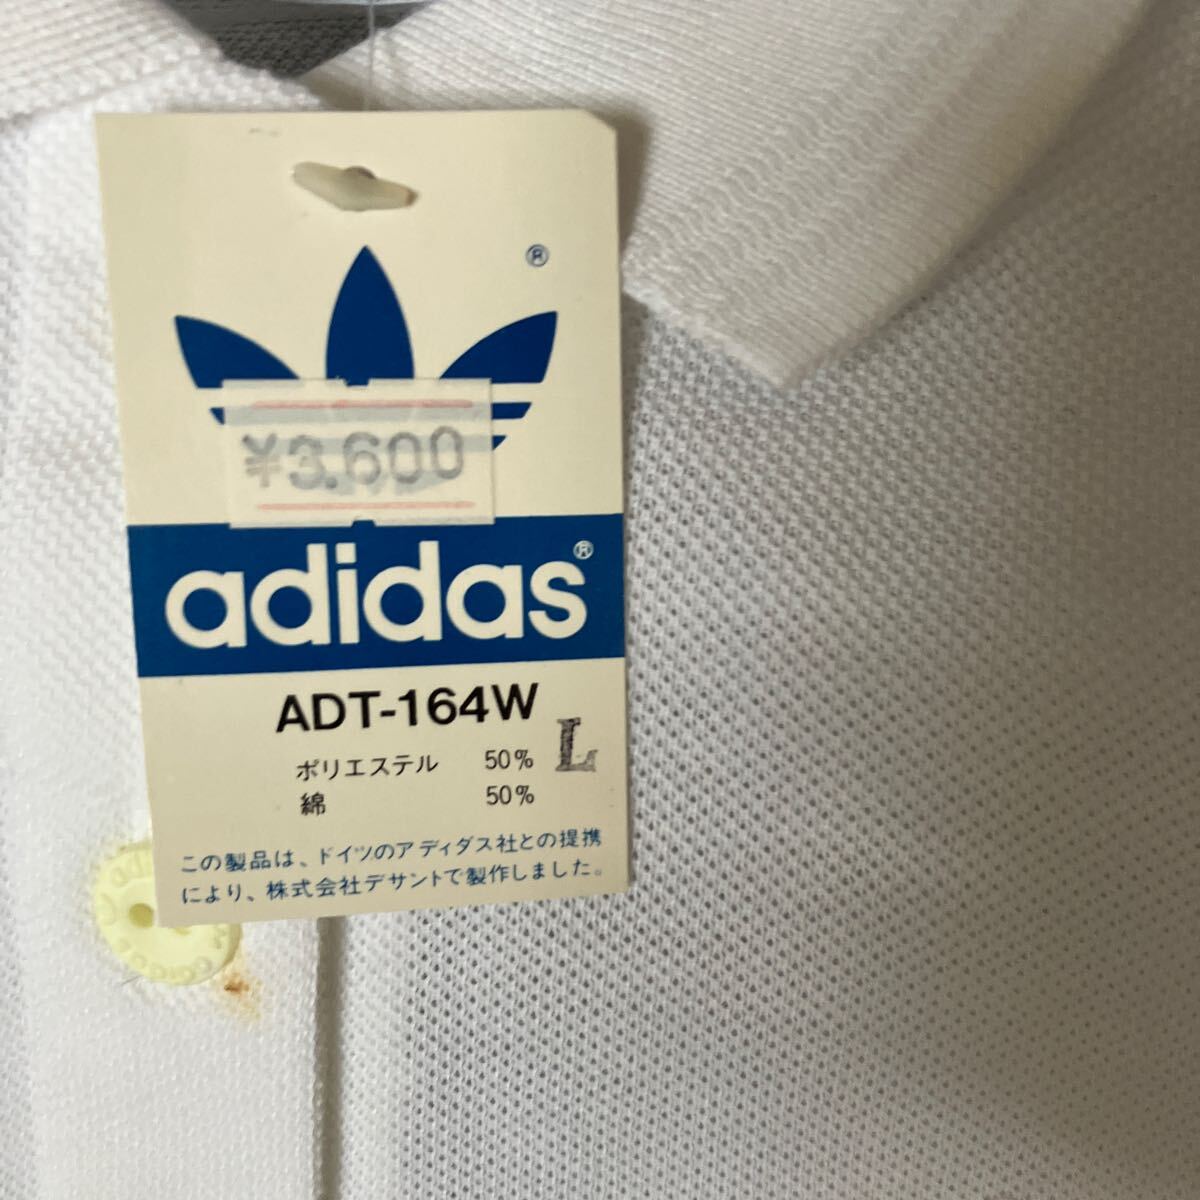 ®
¥3,600
adidas®
ADT-164W
ポリエステル 50% L
綿 50%
この製品は、ドイツのアディダス社との提携
により、株式会社デサントで製作しました。